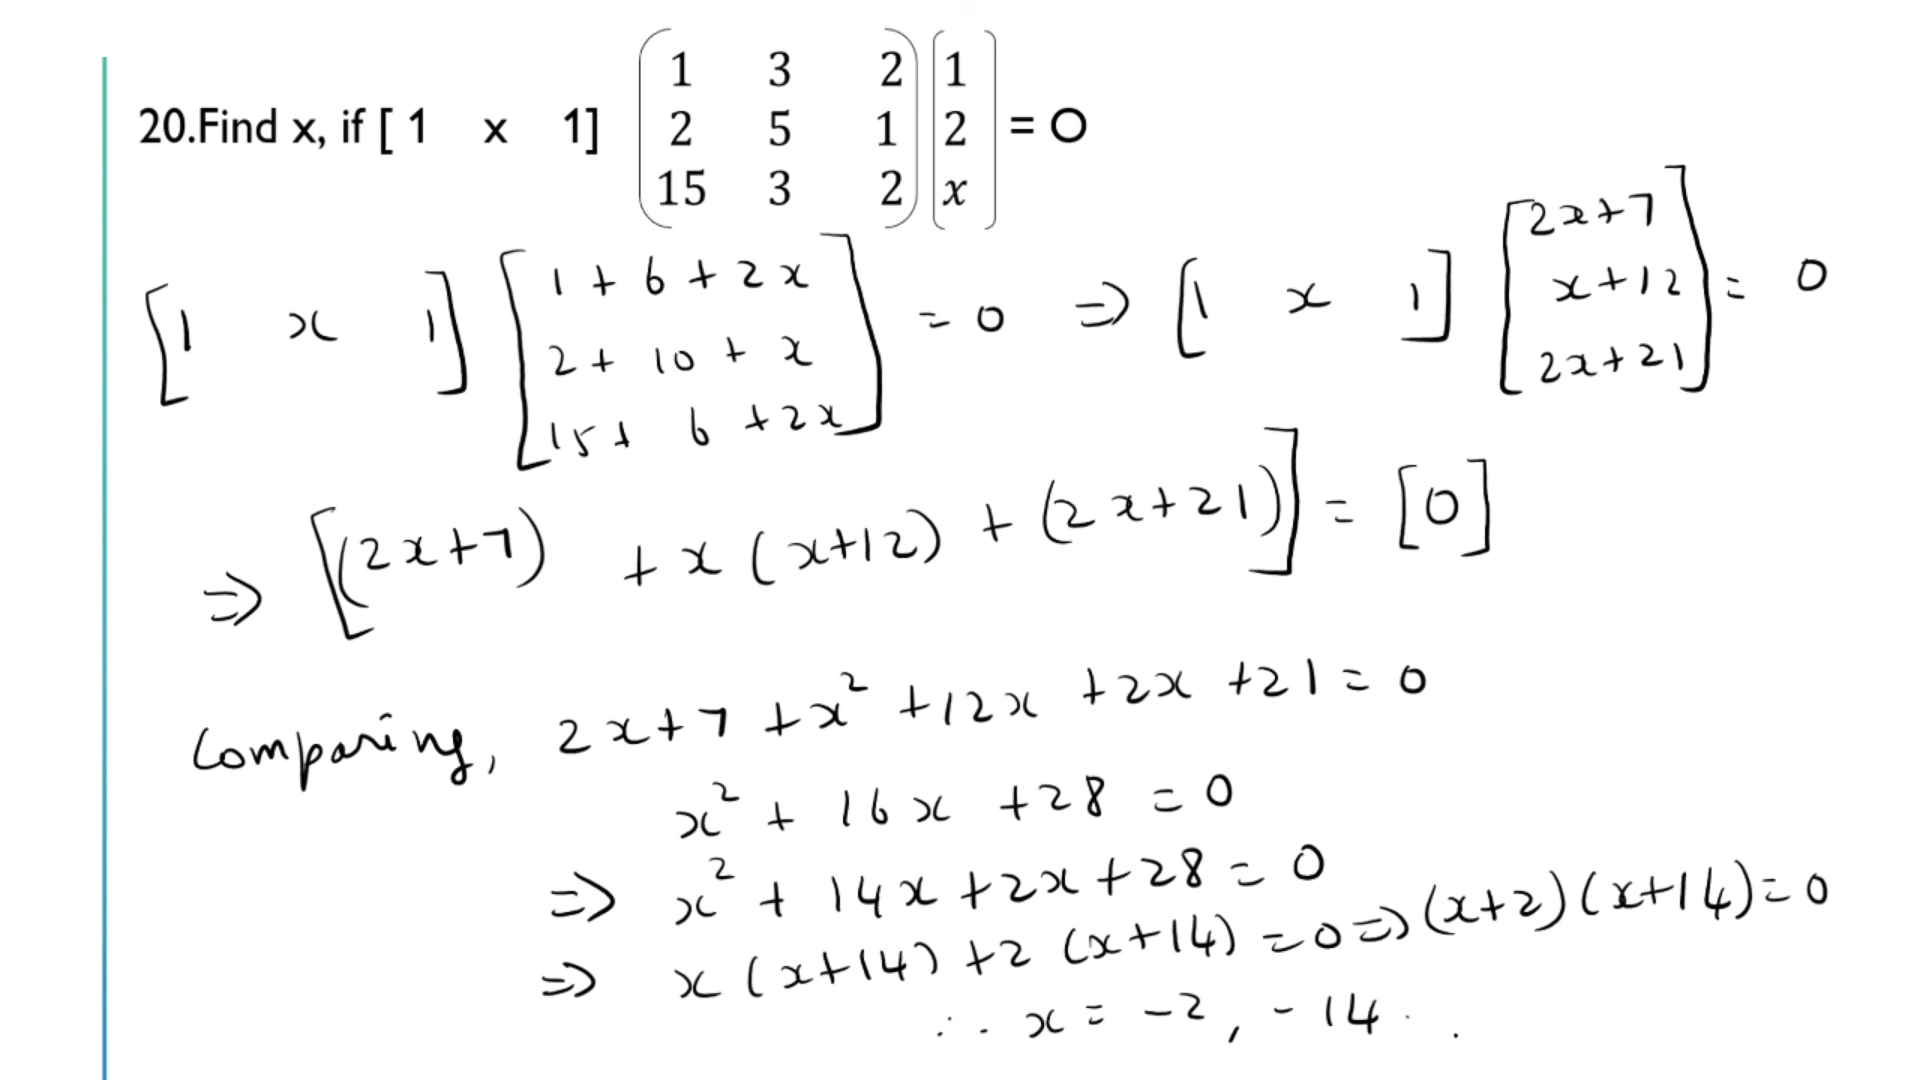 20.Find x, if [ 1 x 1] (1 3 2; 2 5 1; 15 3 2) [1; 2; x] = O
[1 x 1] [1 + 6 + 2x; 2 + 10 + x; 15 + 6 + 2x] = 0 ⇒ [1 x 1] [2x+7; x+12; 2x+21] = 0
⇒ [(2x+7) + x (x+12) + (2x+21)] = [0]
Comparing, 2x+7 +x² +12x +2x +21 = 0
x² + 16x +28 = 0
⇒ x² + 14x +2x +28 = 0
⇒ x (x+14) +2 (x+14) = 0 ⇒ (x+2) (x+14) = 0
∴ x = -2, -14.